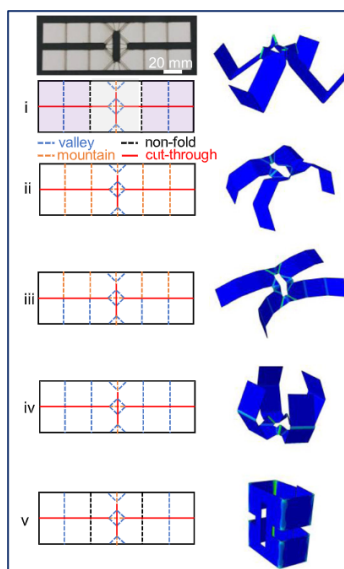 20 mm
i
valley non-fold
mountain cut-through
ii
iii
iv
v